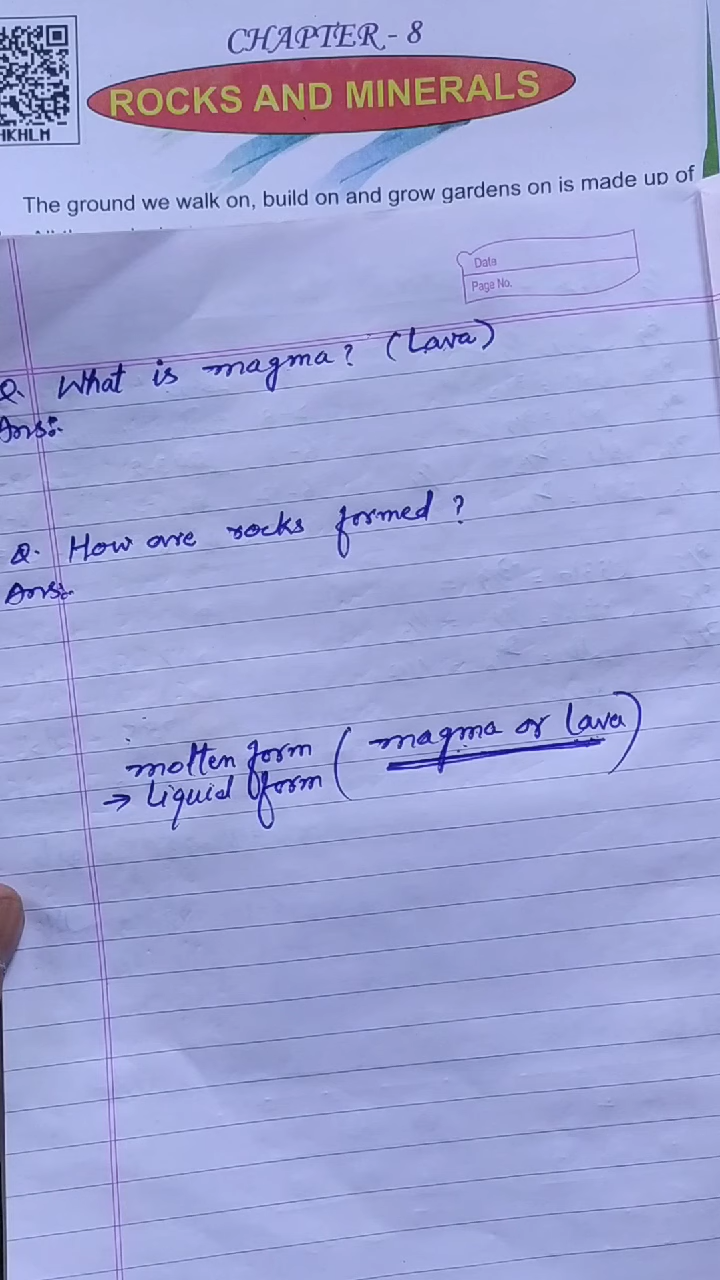 CHAPTER - 8
HKHLM
ROCKS AND MINERALS
The ground we walk on, build on and grow gardens on is made up of
Data
Page No.
Q. What is magma? (Lava)
Ans:-
Q. How are rocks formed?
Ans:-
molten form (magma or lava)
→ Liquid form